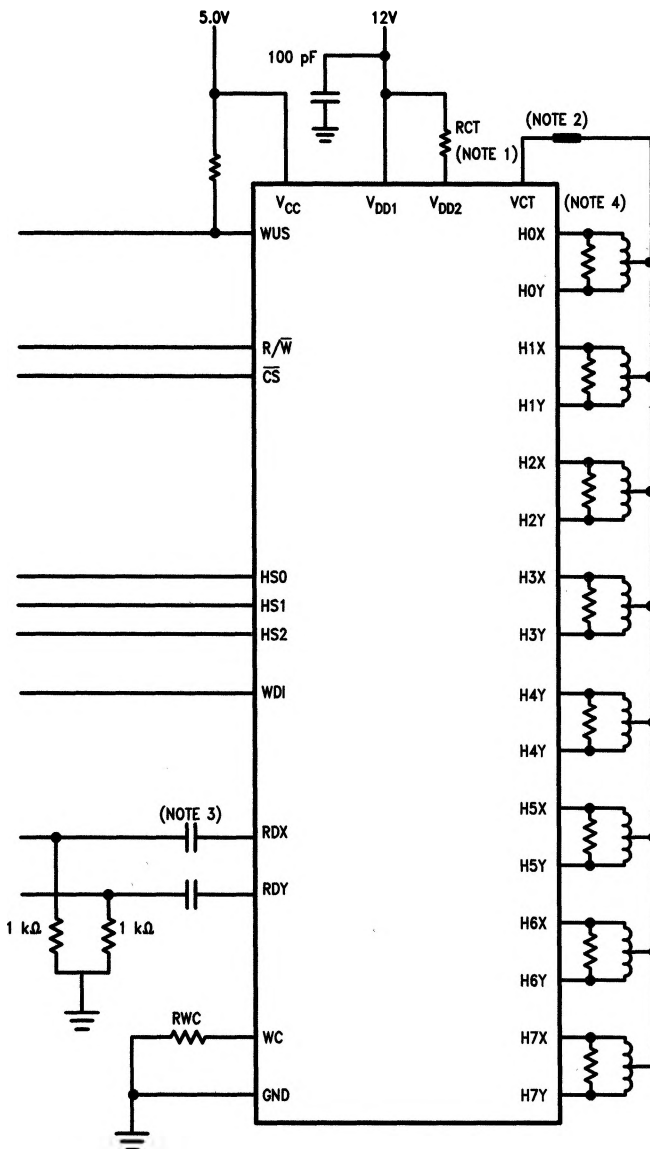 5.0V
12V
100 pF
RCT
(NOTE 1)
(NOTE 2)
VCC
VDD1
VDD2
VCT
(NOTE 4)
WUS
H0X
H0Y
R/W̅
C̅S̅
H1X
H1Y
H2X
H2Y
HS0
HS1
HS2
H3X
H3Y
WDI
H4Y
H4Y
(NOTE 3)
RDX
RDY
H5X
H5Y
1 kΩ
1 kΩ
H6X
H6Y
RWC
WC
GND
H7X
H7Y